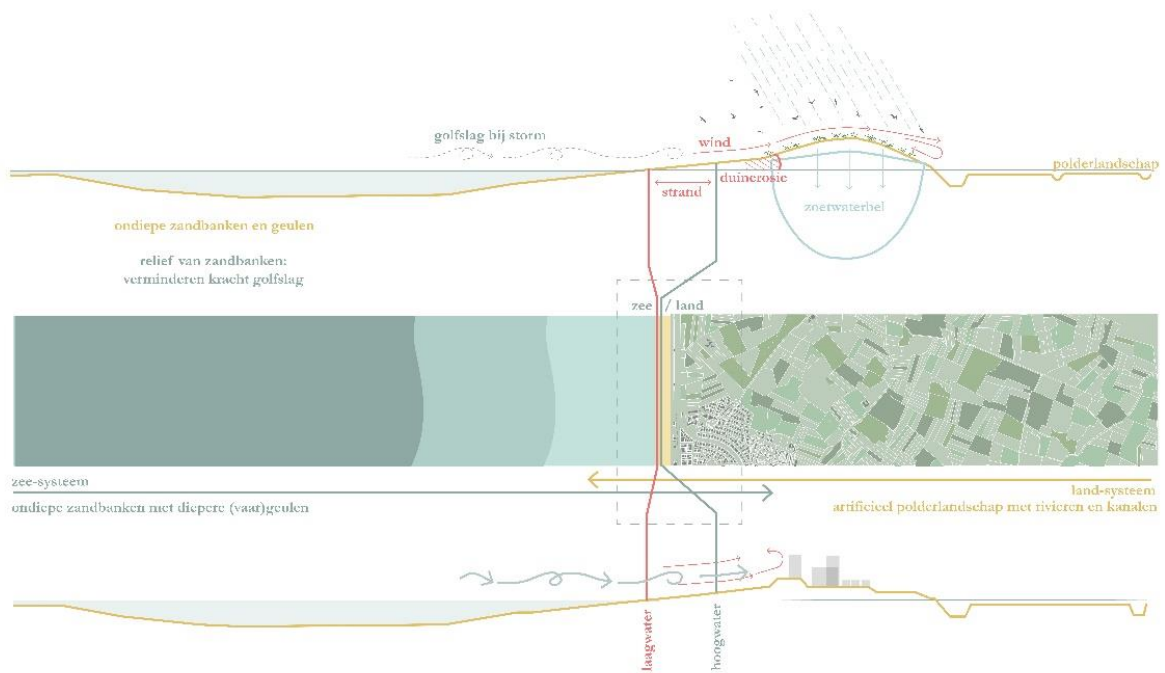 golfslag bij storm
wind
polderlandschap
duinerosie
strand
zoetwaterbel
ondiepe zandbanken en geulen
relief van zandbanken:
verminderen kracht golfslag
zee / land
zee-systeem
land-systeem
ondiepe zandbanken met diepere (vaar)geulen
artificieel polderlandschap met rivieren en kanalen
laagwater
hoogwater